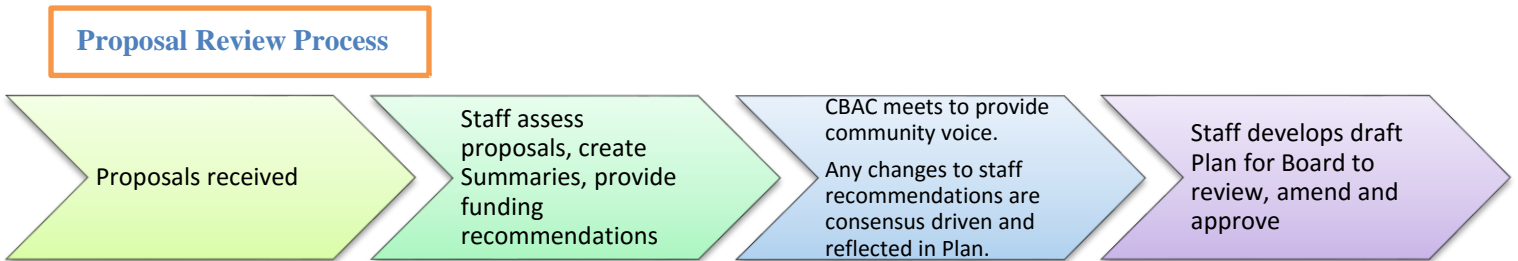 Proposal Review Process
Proposals received
Staff assess
proposals, create
Summaries, provide
funding
recommendations
CBAC meets to provide
community voice.
Any changes to staff
recommendations are
consensus driven and
reflected in Plan.
Staff develops draft
Plan for Board to
review, amend and
approve